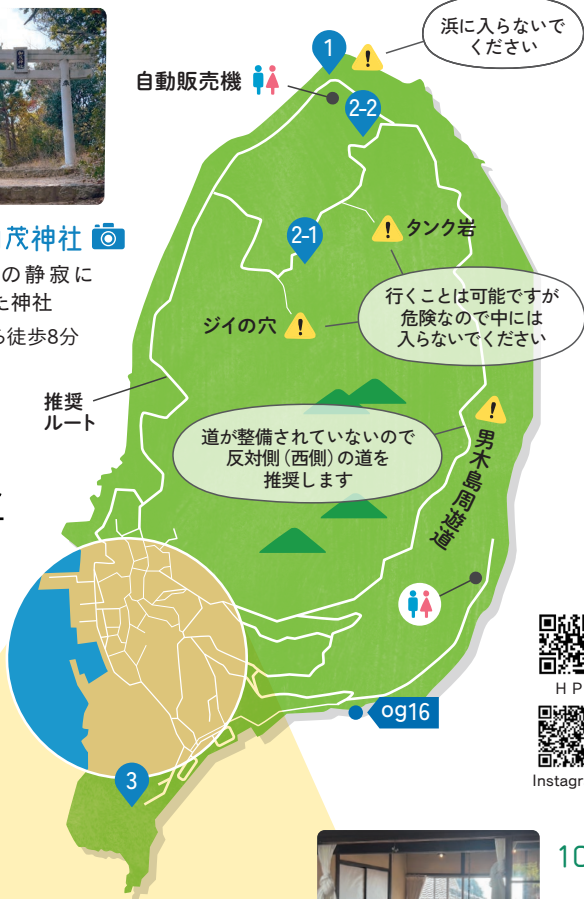 浜に入らないで
ください
1
自動販売機
2-2
茂神社
の静寂に
た神社
徒歩8分
2-1
タンク岩
行くことは可能ですが
危険なので中には
入らないでください
ジイの穴
推奨
ルート
道が整備されていないので
反対側（西側）の道を
推奨します
男木島周遊道
HP
og16
Instagr
3
10